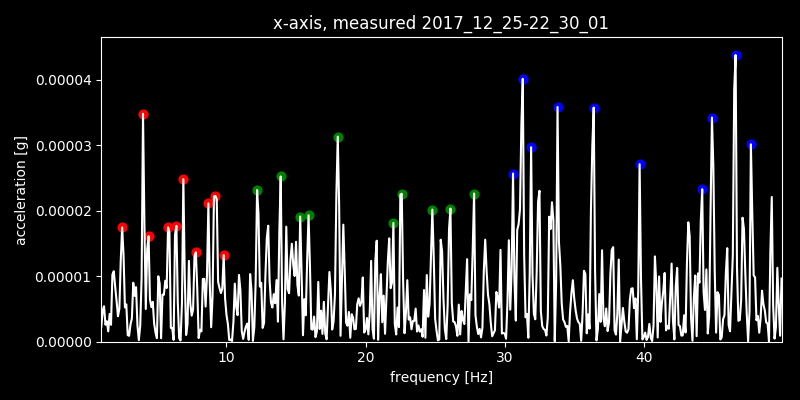 x-axis, measured 2017_12_25-22_30_01
acceleration [g]
0.00004
0.00003
0.00002
0.00001
0.00000
10 20 30 40
frequency [Hz]